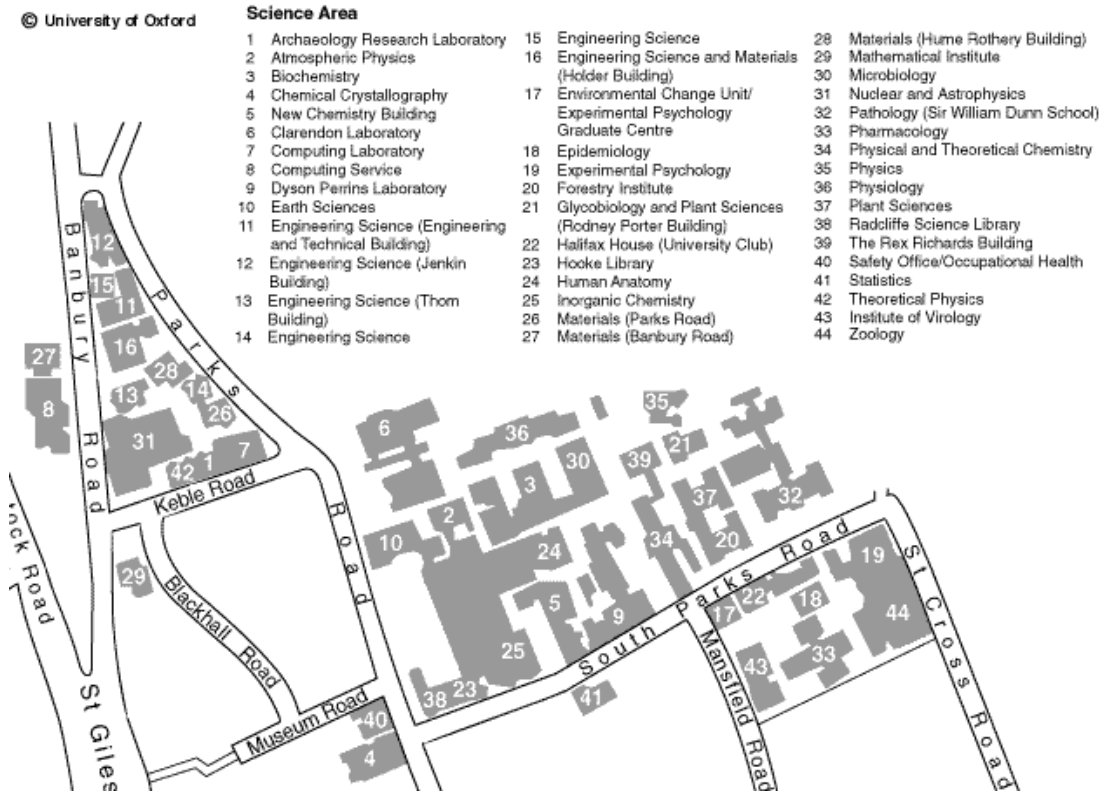 © University of Oxford
Science Area
1 Archaeology Research Laboratory
2 Atmospheric Physics
3 Biochemistry
4 Chemical Crystallography
5 New Chemistry Building
6 Clarendon Laboratory
7 Computing Laboratory
8 Computing Service
9 Dyson Perrins Laboratory
10 Earth Sciences
11 Engineering Science (Engineering
and Technical Building)
12 Engineering Science (Jenkin
Building)
13 Engineering Science (Thom
Building)
14 Engineering Science
15 Engineering Science
16 Engineering Science and Materials
(Holder Building)
17 Environmental Change Unit/
Experimental Psychology
Graduate Centre
18 Epidemiology
19 Experimental Psychology
20 Forestry Institute
21 Glycobiology and Plant Sciences
(Rodney Porter Building)
22 Halifax House (University Club)
23 Hooke Library
24 Human Anatomy
25 Inorganic Chemistry
26 Materials (Parks Road)
27 Materials (Banbury Road)
28 Materials (Hume Rothery Building)
29 Mathematical Institute
30 Microbiology
31 Nuclear and Astrophysics
32 Pathology (Sir William Dunn School)
33 Pharmacology
34 Physical and Theoretical Chemistry
35 Physics
36 Physiology
37 Plant Sciences
38 Radcliffe Science Library
39 The Rex Richards Building
40 Safety Office/Occupational Health
41 Statistics
42 Theoretical Physics
43 Institute of Virology
44 Zoology
Banbury Road
Parks Road
12
15
11
16
27
28
13
14
8
26
31
7
1
42
Keble Road
ock Road
29
Blackhall Road
St Giles
Museum Road
40
4
6
36
35
30
39
21
3
37
32
2
10
24
34
20
5
9
25
38
23
South Parks Road
41
19
17
22
18
44
33
43
Mansfield Road
St Cross Road